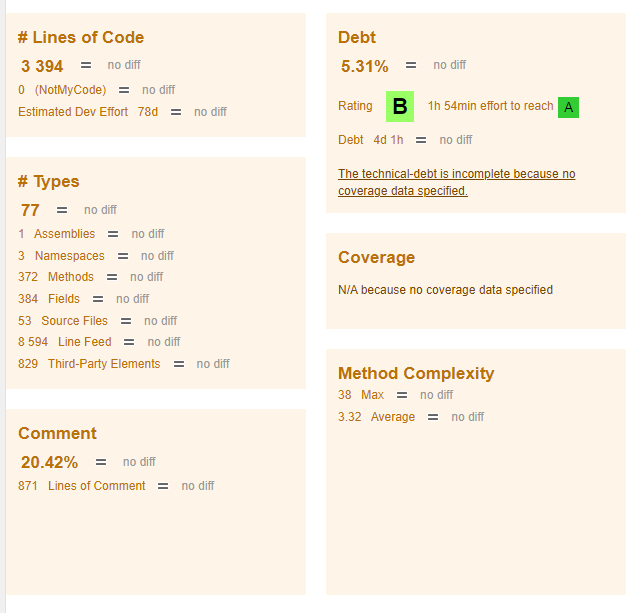 # Lines of Code
3 394 = no diff
0 (NotMyCode) = no diff
Estimated Dev Effort 78d = no diff
# Types
77 = no diff
1 Assemblies = no diff
3 Namespaces = no diff
372 Methods = no diff
384 Fields = no diff
53 Source Files = no diff
8 594 Line Feed = no diff
829 Third-Party Elements = no diff
Comment
20.42% = no diff
871 Lines of Comment = no diff
Debt
5.31% = no diff
Rating B 1h 54min effort to reach A
Debt 4d 1h = no diff
The technical-debt is incomplete because no
coverage data specified.
Coverage
N/A because no coverage data specified
Method Complexity
38 Max = no diff
3.32 Average = no diff